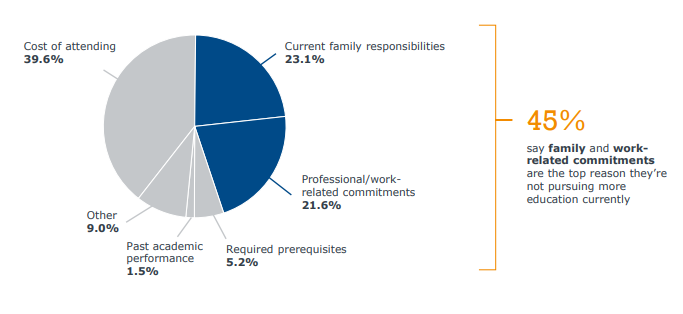 Cost of attending
39.6%
Current family responsibilities
23.1%
45%
say family and work-
related commitments
are the top reason they're
not pursuing more
education currently
Professional/work-
related commitments
21.6%
Other
9.0%
Past academic
performance
1.5%
Required prerequisites
5.2%